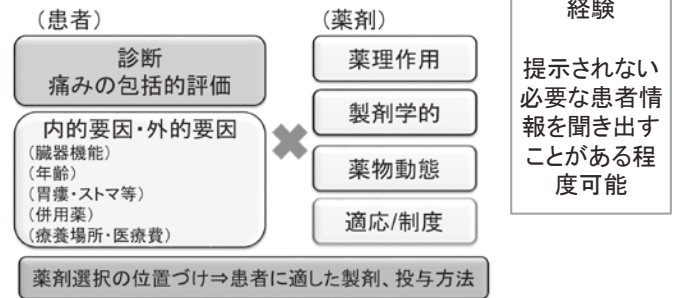 （患者）
診断
痛みの包括的評価
内的要因・外的要因
（臓器機能）
（年齢）
（胃瘻・ストマ等）
（併用薬）
（療養場所・医療費）
（薬剤）
薬理作用
製剤学的
薬物動態
適応/制度
薬剤選択の位置づけ⇒患者に適した製剤、投与方法
経験
提示されない
必要な患者情
報を聞き出す
ことがある程
度可能